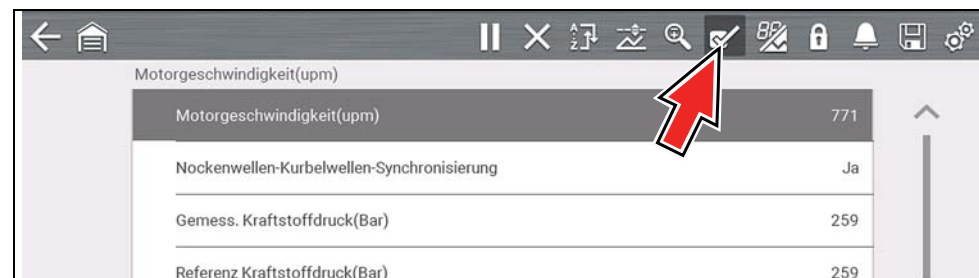 Motorgeschwindigkeit(upm)
Motorgeschwindigkeit(upm) 771
Nockenwellen-Kurbelwellen-Synchronisierung Ja
Gemess. Kraftstoffdruck(Bar) 259
Referenz Kraftstoffdruck(Bar) 259